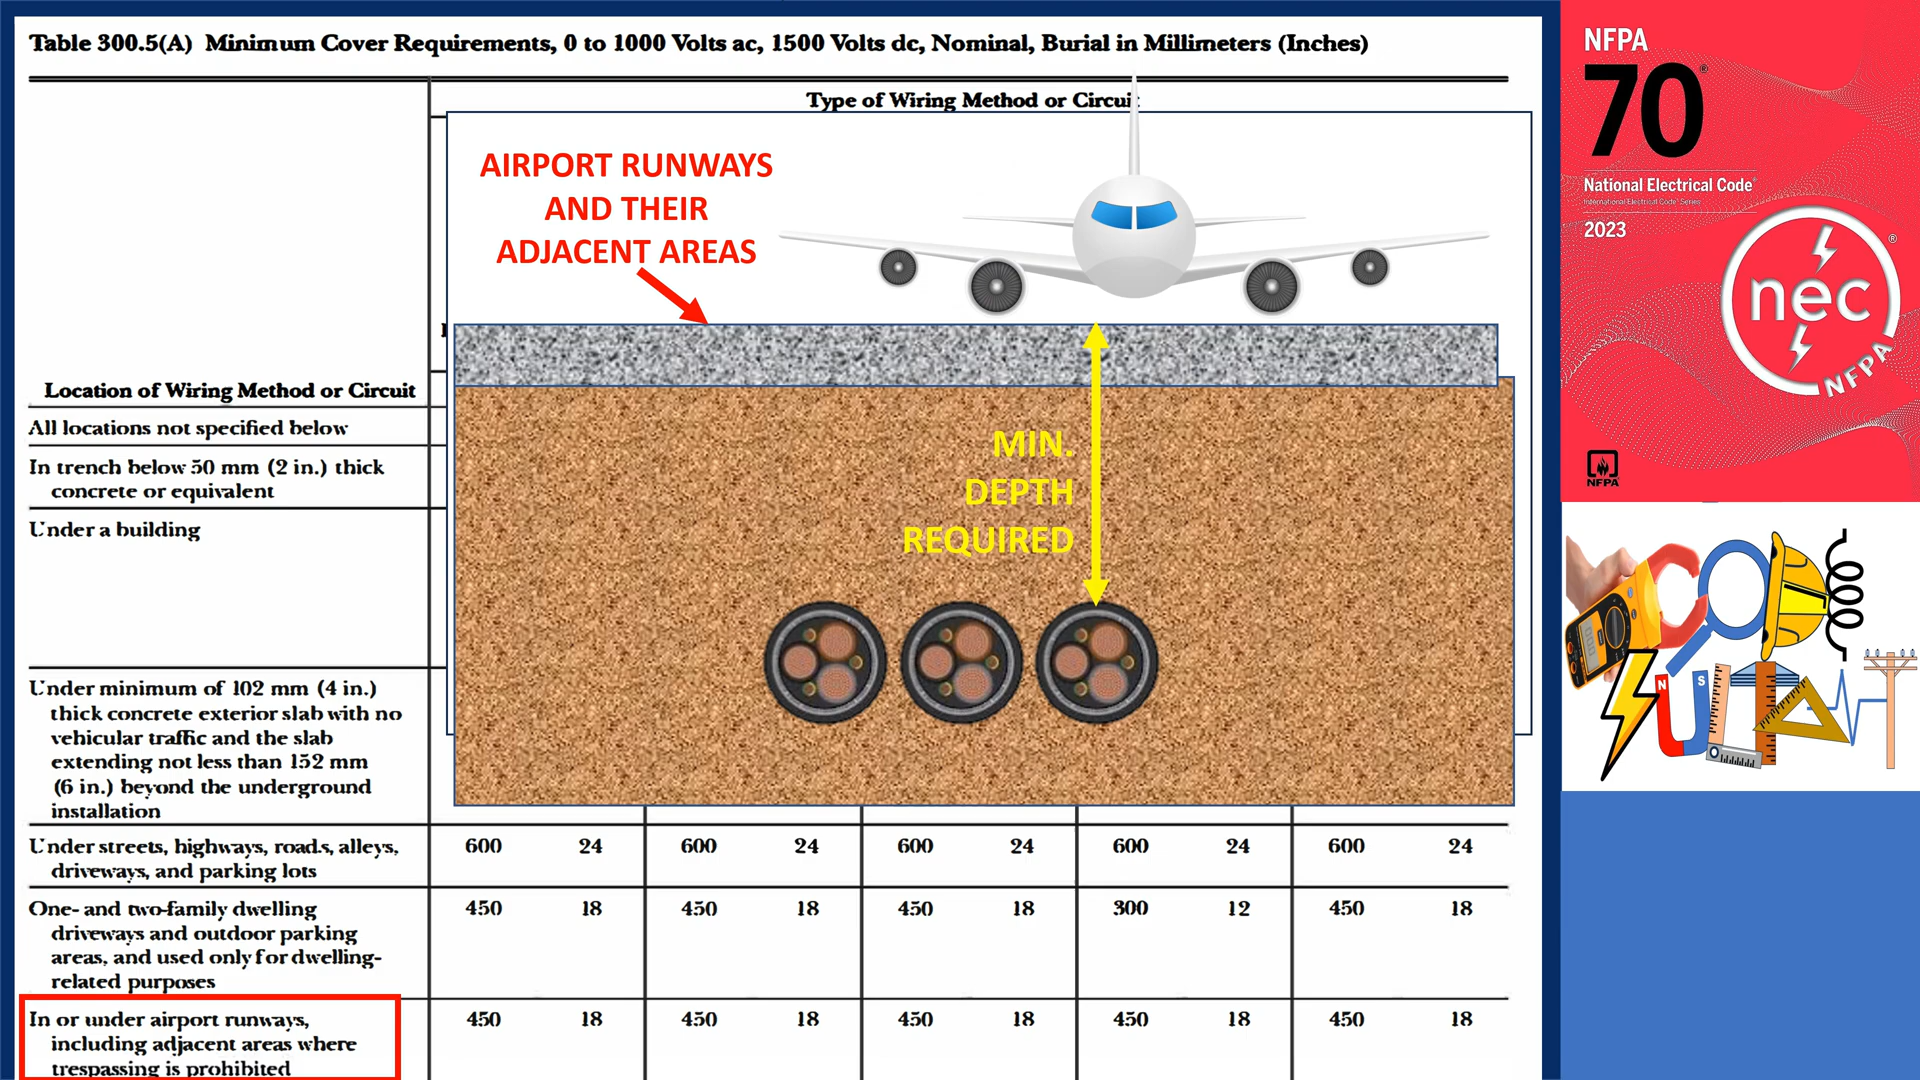 Table 300.5(A) Minimum Cover Requirements, 0 to 1000 Volts ac, 1500 Volts dc, Nominal, Burial in Millimeters (Inches)
Type of Wiring Method or Circuit
AIRPORT RUNWAYS
AND THEIR
ADJACENT AREAS
MIN.
DEPTH
REQUIRED
Location of Wiring Method or Circuit
All locations not specified below
In trench below 50 mm (2 in.) thick
concrete or equivalent
Under a building
Under minimum of 102 mm (4 in.)
thick concrete exterior slab with no
vehicular traffic and the slab
extending not less than 152 mm
(6 in.) beyond the underground
installation
Under streets, highways, roads, alleys,
driveways, and parking lots
600 24 600 24 600 24 600 24 600 24
One- and two-family dwelling
driveways and outdoor parking
areas, and used only for dwelling-
related purposes
450 18 450 18 450 18 300 12 450 18
In or under airport runways,
including adjacent areas where
trespassing is prohibited
450 18 450 18 450 18 450 18 450 18
NFPA
70®
National Electrical Code®
International Electrical Code® Series
2023
nec®
NFPA
NFPA
N S